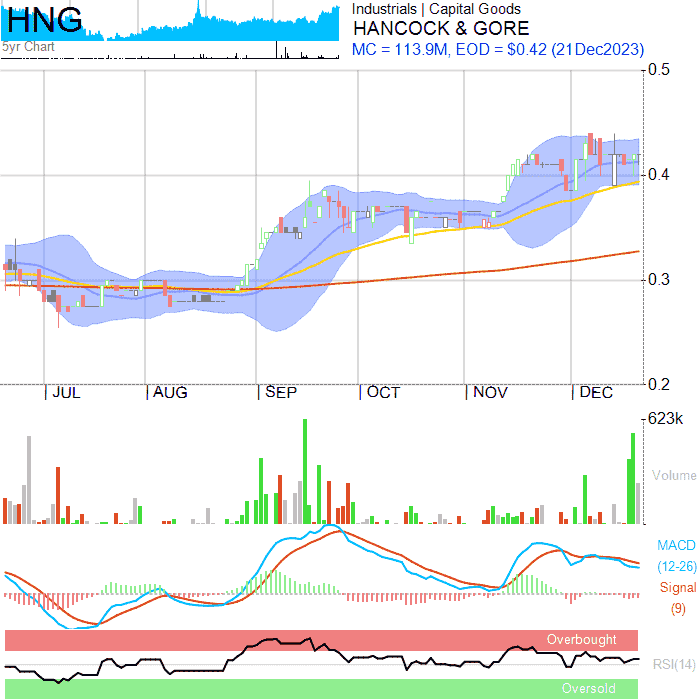 HNG
5yr Chart
Industrials | Capital Goods
HANCOCK & GORE
MC = 113.9M, EOD = $0.42 (21Dec2023)
0.5
0.4
0.3
0.2
JUL AUG SEP OCT NOV DEC
623k
Volume
MACD
(12-26)
Signal
(9)
Overbought
RSI(14)
Oversold